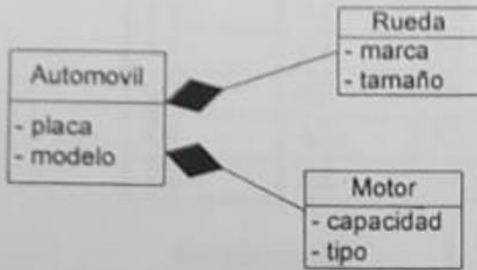 Automovil
- placa
- modelo
Rueda
- marca
- tamaño
Motor
- capacidad
- tipo